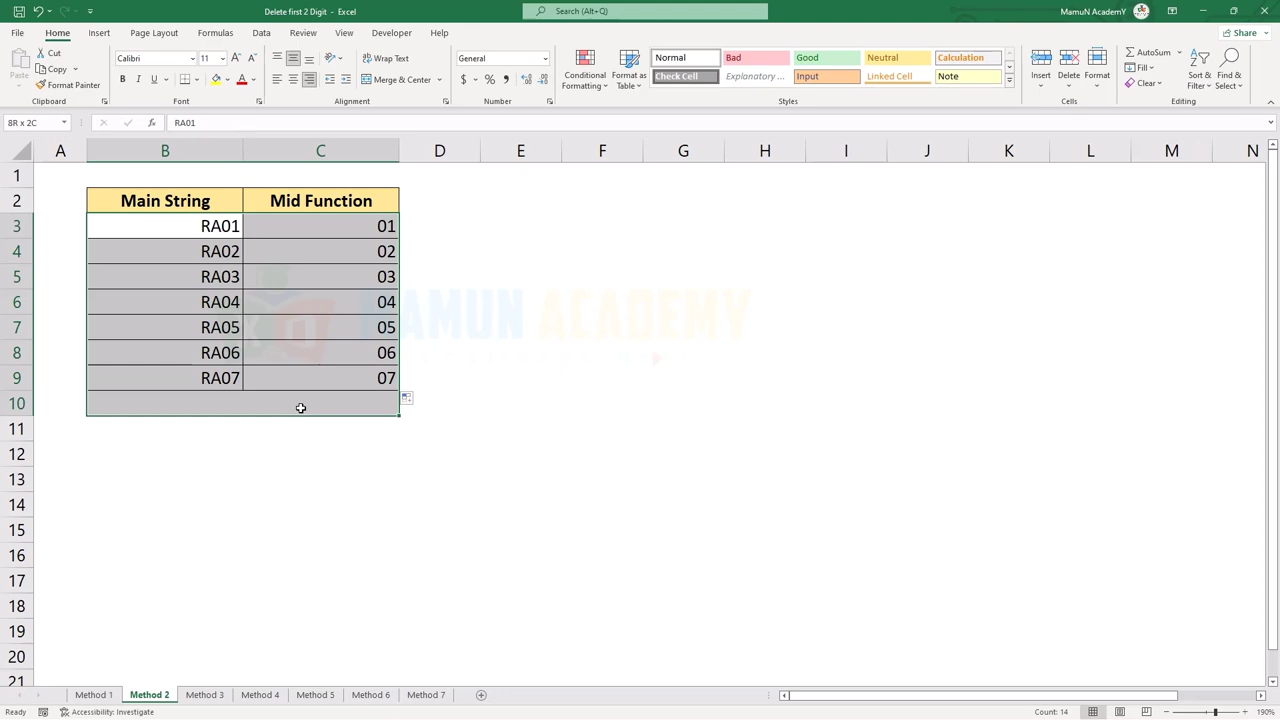 Delete first 2 Digit - Excel
Search (Alt+Q)
MamuN AcademY
File Home Insert Page Layout Formulas Data Review View Developer Help
Share
Paste
Cut
Copy
Format Painter
Clipboard
Calibri 11
B I U
Font
Wrap Text
Merge & Center
Alignment
General
Number
Conditional Formatting
Format as Table
Normal Bad Good Neutral Calculation
Check Cell Explanatory ... Input Linked Cell Note
Styles
Insert Delete Format
Cells
AutoSum
Fill
Clear
Sort & Filter
Find & Select
Editing
8R x 2C
fx RA01
A B C D E F G H I J K L M N
1
2 Main String Mid Function
3 RA01 01
4 RA02 02
5 RA03 03
6 RA04 04
7 RA05 05
8 RA06 06
9 RA07 07
10
11
12
13
14
15
16
17
18
19
20
21
MAMUN ACADEMY
Method 1 Method 2 Method 3 Method 4 Method 5 Method 6 Method 7
Ready Accessibility: Investigate Count: 14 190%